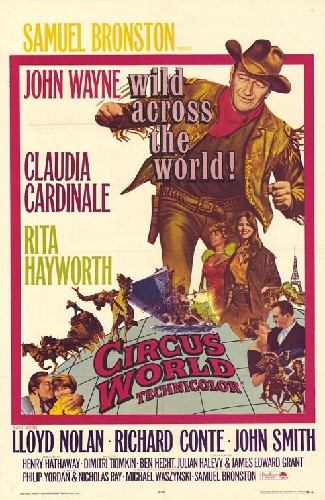 SAMUEL BRONSTON
JOHN WAYNE
wild
across
the
world!
CLAUDIA
CARDINALE
RITA
HAYWORTH
CIRCUS
WORLD
TECHNICOLOR
LLOYD NOLAN · RICHARD CONTE · JOHN SMITH
HENRY HATHAWAY · DIMITRI TIOMKIN · BEN HECHT, JULIAN HALEVY & JAMES EDWARD GRANT
PHILIP YORDAN & NICHOLAS RAY · MICHAEL WASZYNSKI · SAMUEL BRONSTON